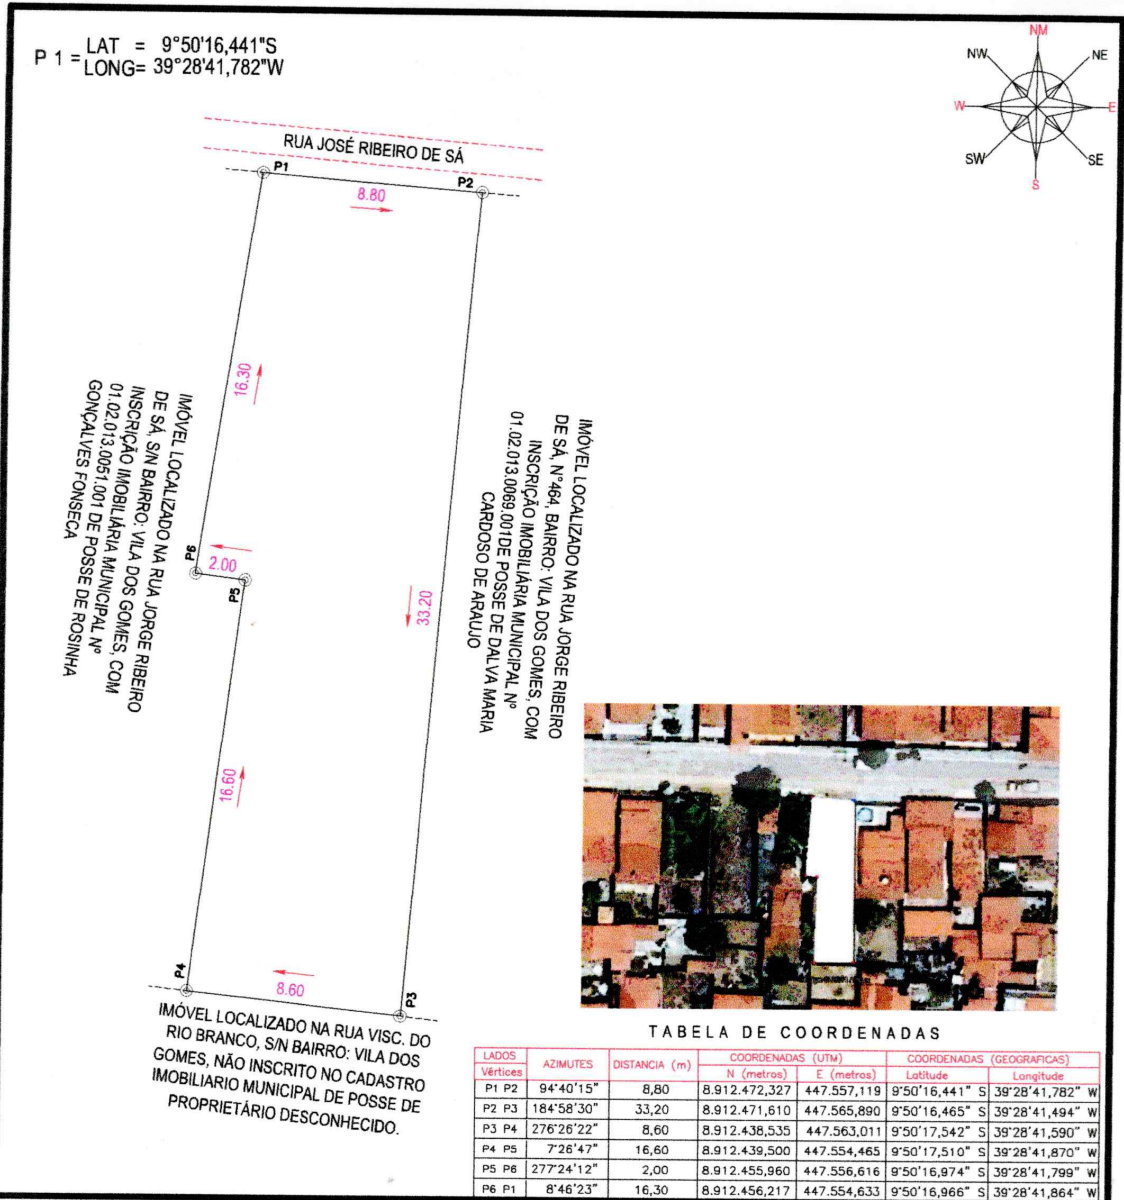 P 1 = LAT = 9°50'16,441"S
LONG= 39°28'41,782"W
NM
NW
NE
W
E
SW
SE
S
RUA JOSÉ RIBEIRO DE SÁ
P1
P2
8.80
16.30
IMÓVEL LOCALIZADO NA RUA JORGE RIBEIRO
DE SÁ, S/N BAIRRO: VILA DOS GOMES, COM
INSCRIÇÃO IMOBILIÁRIA MUNICIPAL Nº
01.02.013.0051.001 DE POSSE DE ROSINHA
GONÇALVES FONSECA
IMÓVEL LOCALIZADO NA RUA JORGE RIBEIRO
DE SÁ, N°464, BAIRRO: VILA DOS GOMES, COM
INSCRIÇÃO IMOBILIÁRIA MUNICIPAL Nº
01.02.013.0069.001DE POSSE DE DALVA MARIA
CARDOSO DE ARAUJO
P6
2.00
P5
33.20
16.60
P4
8.60
P3
IMÓVEL LOCALIZADO NA RUA VISC. DO
RIO BRANCO, S/N BAIRRO: VILA DOS
GOMES, NÃO INSCRITO NO CADASTRO
IMOBILIARIO MUNICIPAL DE POSSE DE
PROPRIETÁRIO DESCONHECIDO.
TABELA DE COORDENADAS
LADOS AZIMUTES DISTANCIA (m) COORDENADAS (UTM) COORDENADAS (GEOGRAFICAS)
Vértices N (metros) E (metros) Latitude Longitude
P1 P2 94°40'15" 8,80 8.912.472,327 447.557,119 9°50'16,441" S 39°28'41,782" W
P2 P3 184°58'30" 33,20 8.912.471,610 447.565,890 9°50'16,465" S 39°28'41,494" W
P3 P4 276°26'22" 8,60 8.912.438,535 447.563,011 9°50'17,542" S 39°28'41,590" W
P4 P5 7°26'47" 16,60 8.912.439,500 447.554,465 9°50'17,510" S 39°28'41,870" W
P5 P6 277°24'12" 2,00 8.912.455,960 447.556,616 9°50'16,974" S 39°28'41,799" W
P6 P1 8°46'23" 16,30 8.912.456,217 447.554,633 9°50'16,966" S 39°28'41,864" W